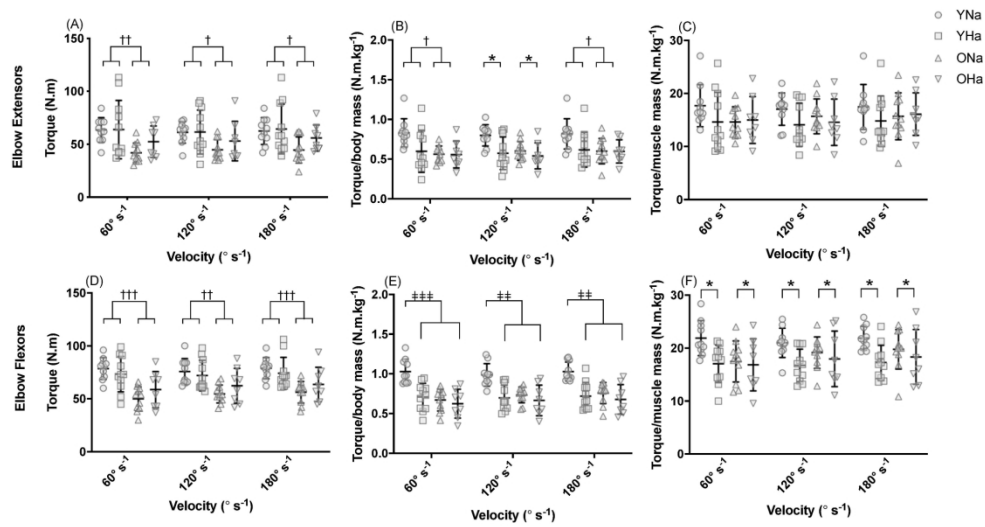 (A)
Elbow Extensors
Torque (N.m)
150
100
50
0
†† † †
60° s⁻¹ 120° s⁻¹ 180° s⁻¹
Velocity (° s⁻¹)
(B)
Torque/body mass (N.m.kg⁻¹)
2.0
1.5
1.0
0.5
0.0
† * * †
60° s⁻¹ 120° s⁻¹ 180° s⁻¹
Velocity (° s⁻¹)
(C)
Torque/muscle mass (N.m.kg⁻¹)
40
30
20
10
0
60° s⁻¹ 120° s⁻¹ 180° s⁻¹
Velocity (° s⁻¹)
YNa
YHa
ONa
OHa
(D)
Elbow Flexors
Torque (N.m)
150
100
50
0
††† †† †††
60° s⁻¹ 120° s⁻¹ 180° s⁻¹
Velocity (° s⁻¹)
(E)
Torque/body mass (N.m.kg⁻¹)
2.0
1.5
1.0
0.5
0.0
‡‡‡ ‡‡ ‡‡
60° s⁻¹ 120° s⁻¹ 180° s⁻¹
Velocity (° s⁻¹)
(F)
Torque/muscle mass (N.m.kg⁻¹)
30
20
10
0
* * * * * *
60° s⁻¹ 120° s⁻¹ 180° s⁻¹
Velocity (° s⁻¹)